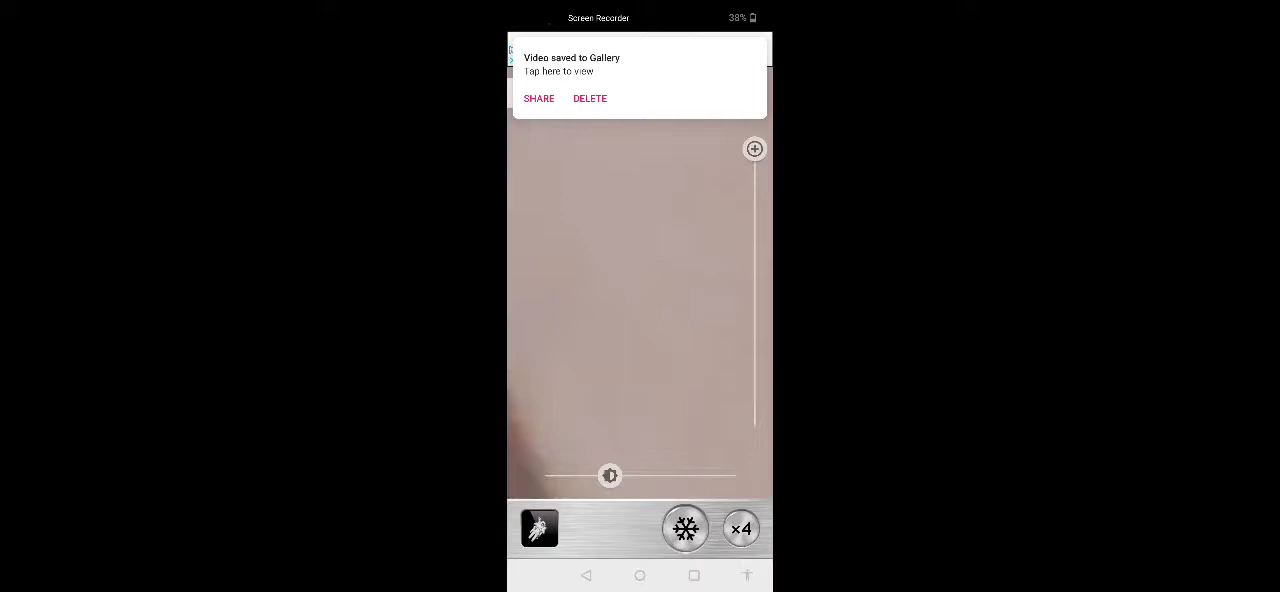 Screen Recorder
38%
Video saved to Gallery
Tap here to view
SHARE DELETE
×4